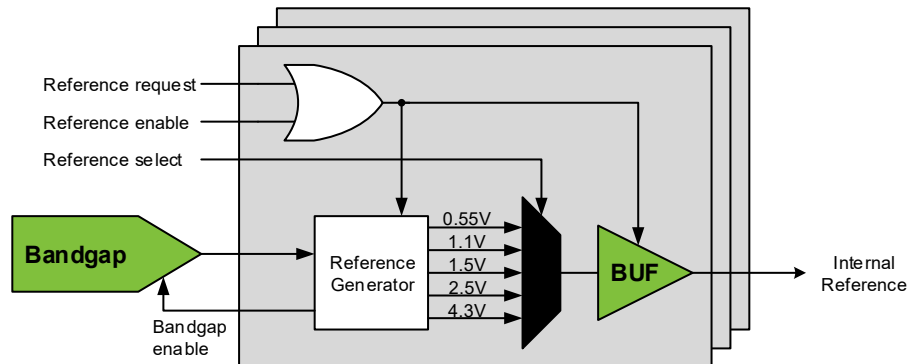 Reference request
Reference enable
Reference select
Bandgap
Bandgap
enable
Reference
Generator
0.55V
1.1V
1.5V
2.5V
4.3V
BUF
Internal
Reference